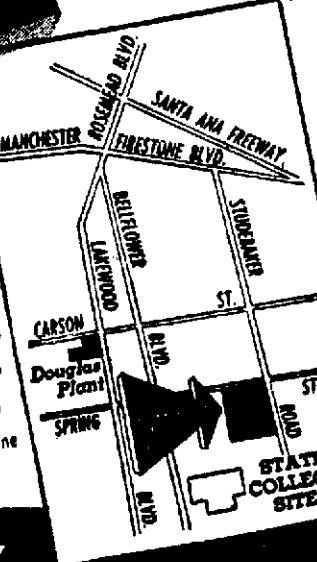 ROSEMEAD BLVD.
SANTA ANA FREEWAY
MANCHESTER
FIRESTONE BLVD.
BELLFLOWER
STUDEBAKER
LAKEWOOD
ST.
CARSON
BLVD.
Douglas
Plant
ST
SPRING
ROAD
ne
STATE
COLLEG
SITE
BLVD.